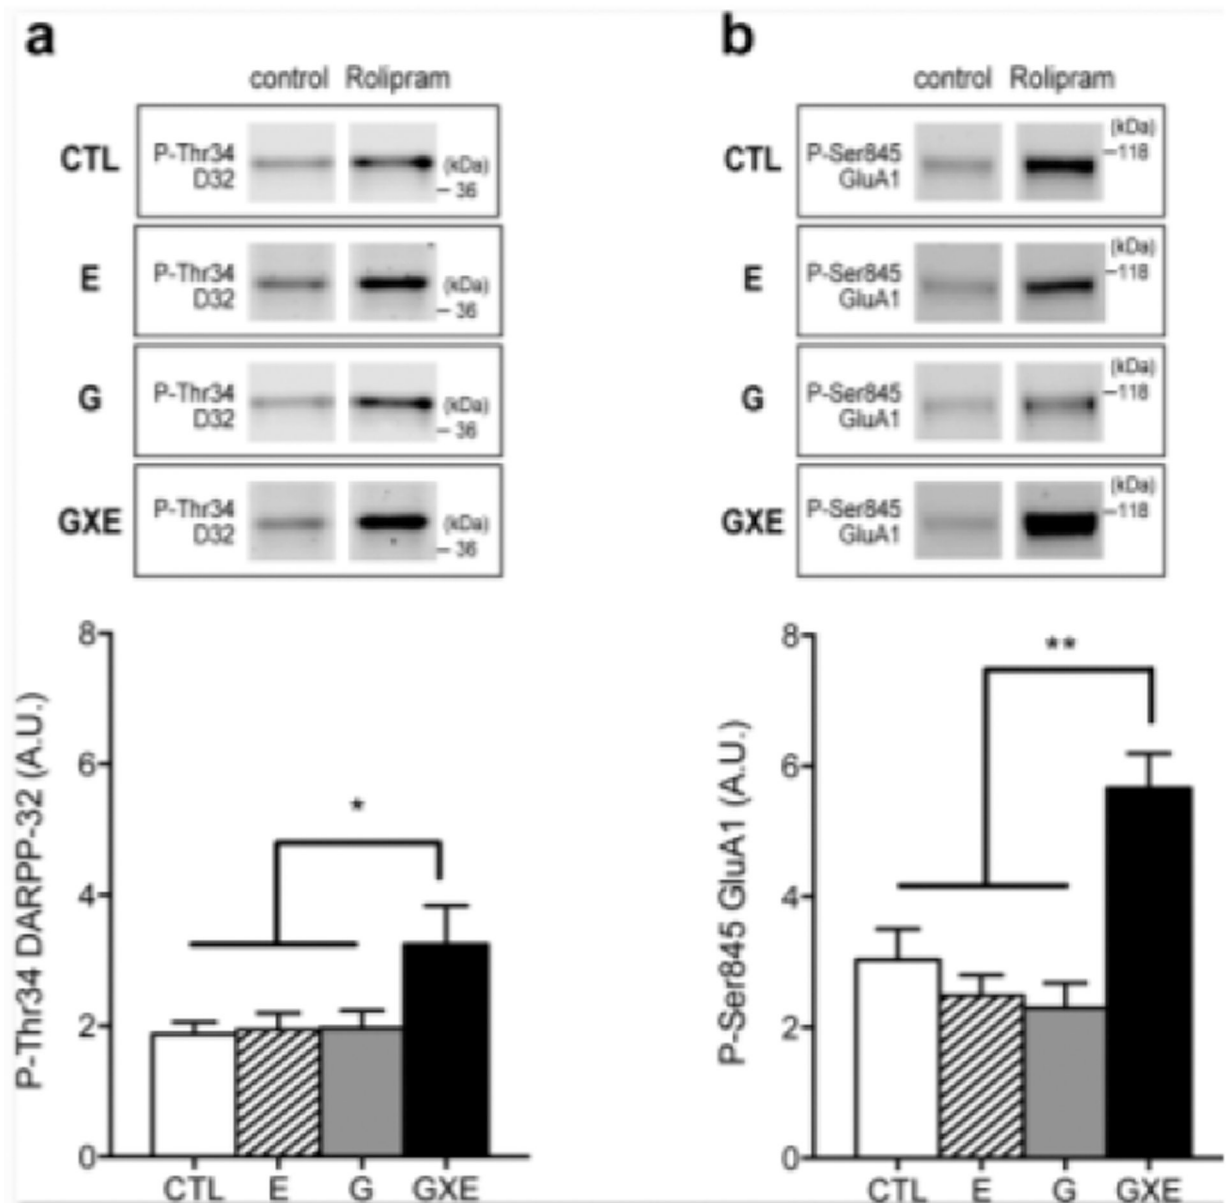 a
control Rolipram
CTL
P-Thr34
D32
(kDa)
– 36
E
P-Thr34
D32
(kDa)
– 36
G
P-Thr34
D32
(kDa)
– 36
GXE
P-Thr34
D32
(kDa)
– 36
8
6
4
2
0
P-Thr34 DARPP-32 (A.U.)
*
CTL E G GXE
b
control Rolipram
CTL
P-Ser845
GluA1
(kDa)
–118
E
P-Ser845
GluA1
(kDa)
–118
G
P-Ser845
GluA1
(kDa)
–118
GXE
P-Ser845
GluA1
(kDa)
–118
8
6
4
2
0
P-Ser845 GluA1 (A.U.)
**
CTL E G GXE